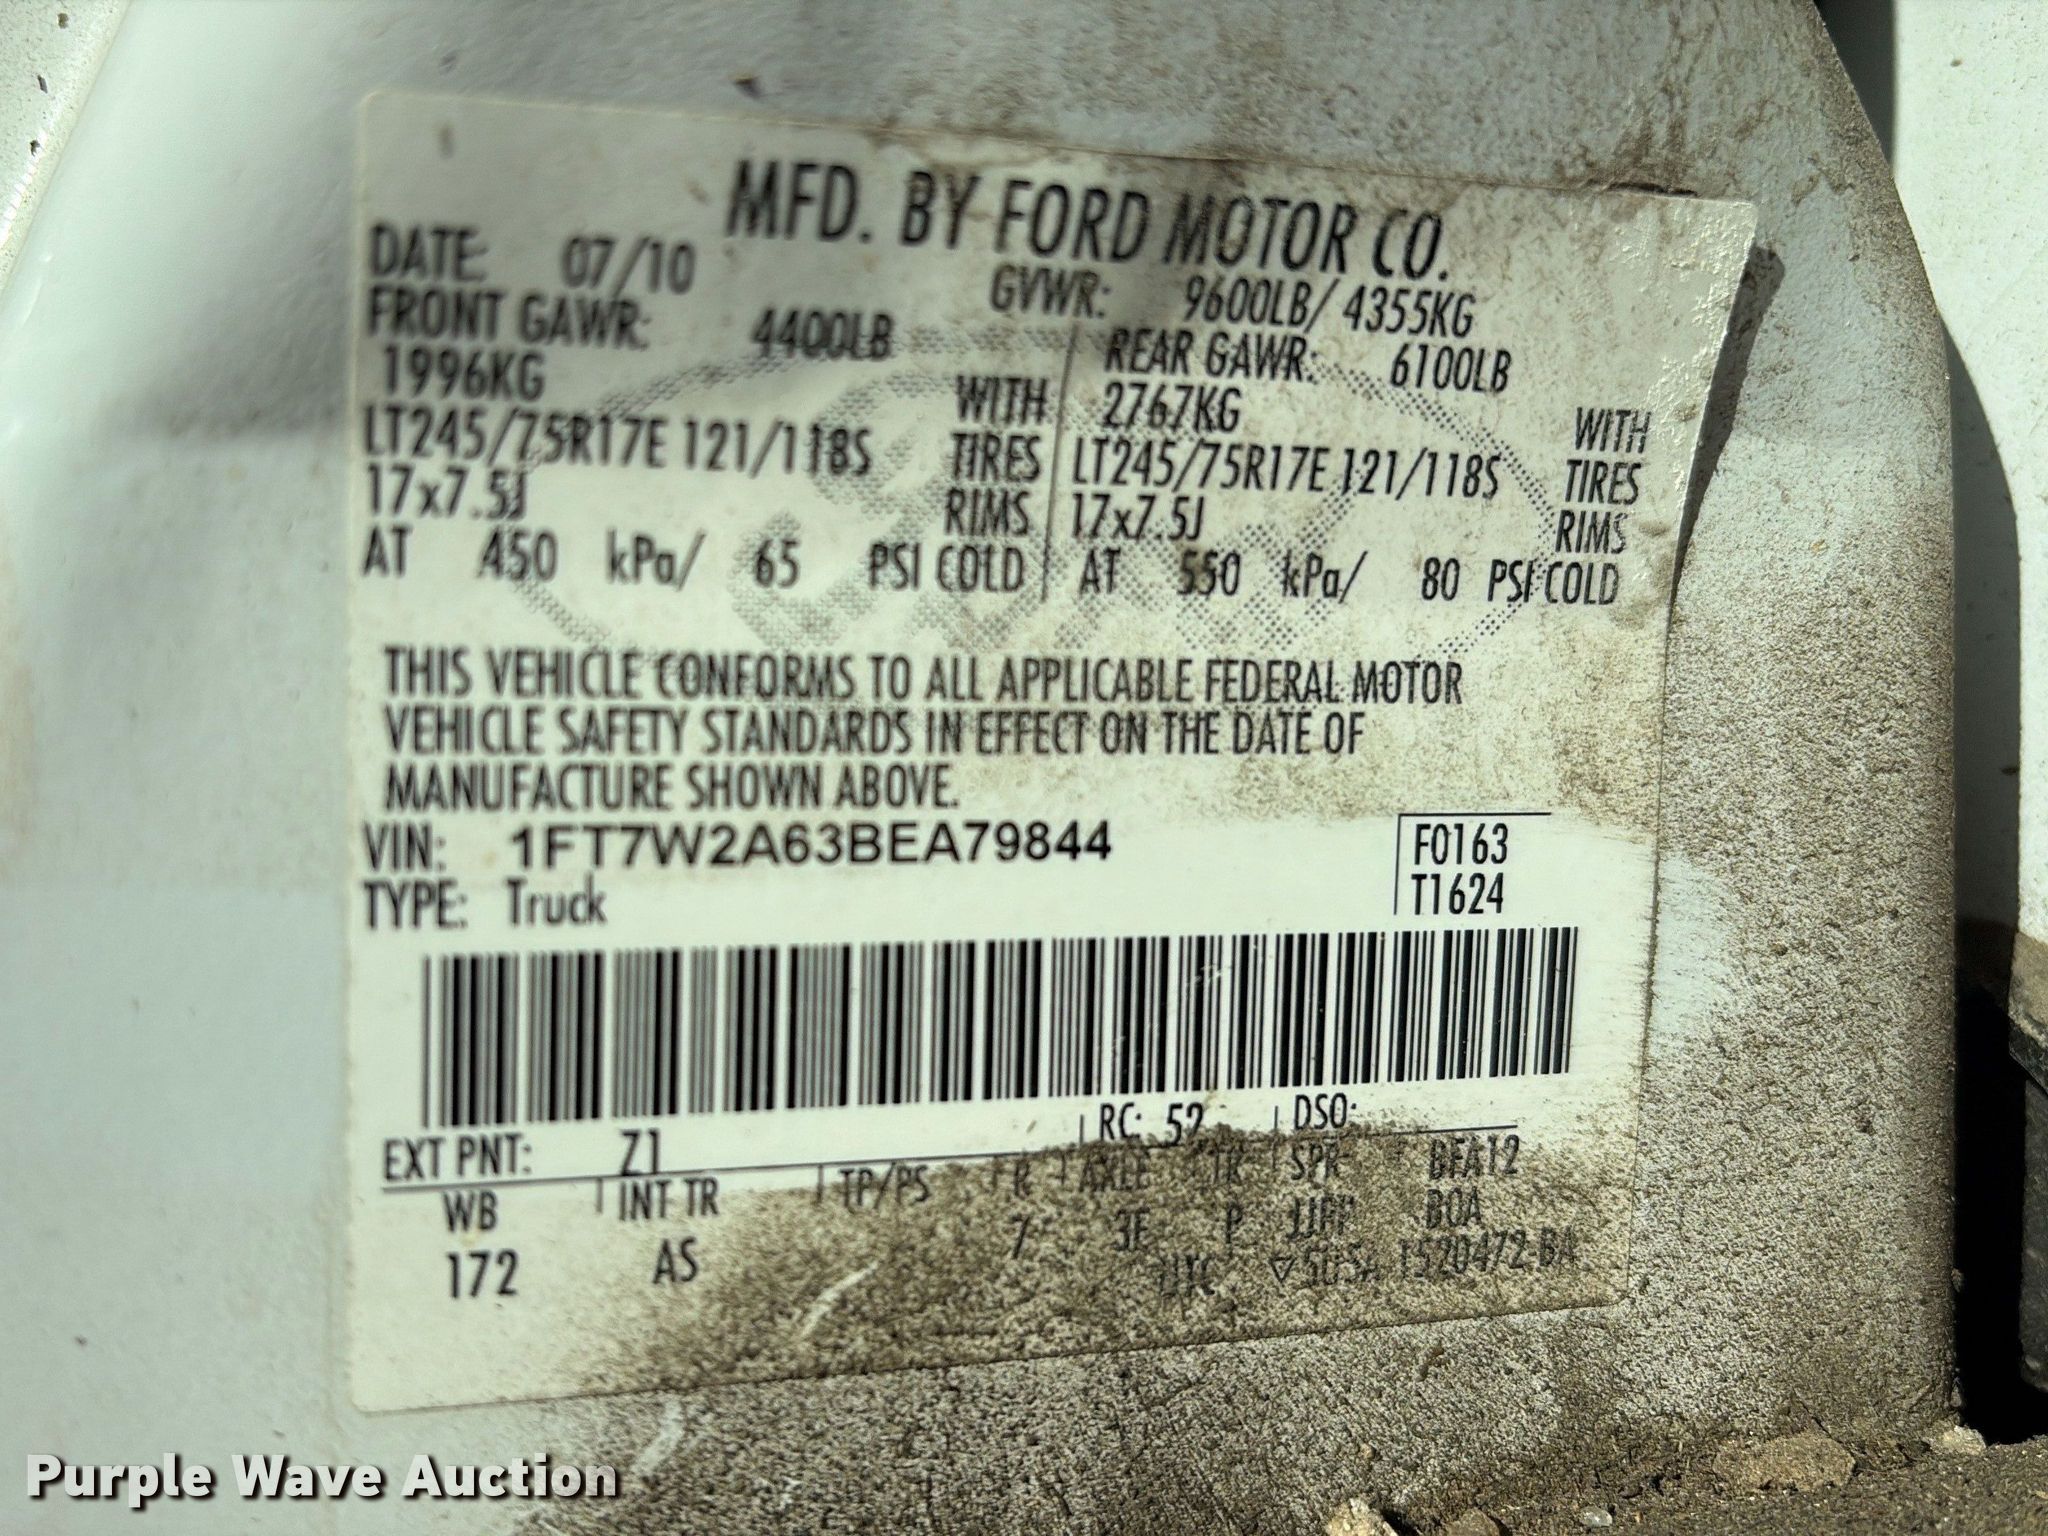 MFD. BY FORD MOTOR CO.
DATE: 07/10 GVWR: 9600LB/ 4355KG
FRONT GAWR: 4400LB REAR GAWR: 6100LB
1996KG WITH 2767KG WITH
LT245/75R17E 121/118S TIRES LT245/75R17E 121/118S TIRES
17x7.5J RIMS 17x7.5J RIMS
AT 450 kPa/ 65 PSI COLD AT 550 kPa/ 80 PSI COLD
THIS VEHICLE CONFORMS TO ALL APPLICABLE FEDERAL MOTOR
VEHICLE SAFETY STANDARDS IN EFFECT ON THE DATE OF
MANUFACTURE SHOWN ABOVE.
VIN: 1FT7W2A63BEA79844 F0163
TYPE: Truck T1624
EXT PNT: Z1 RC: 52 DSO:
WB INT TR TP/PS R AXLE TR SPR BFA12
172 AS 7 P BOA
1520472-BA
Purple Wave Auction